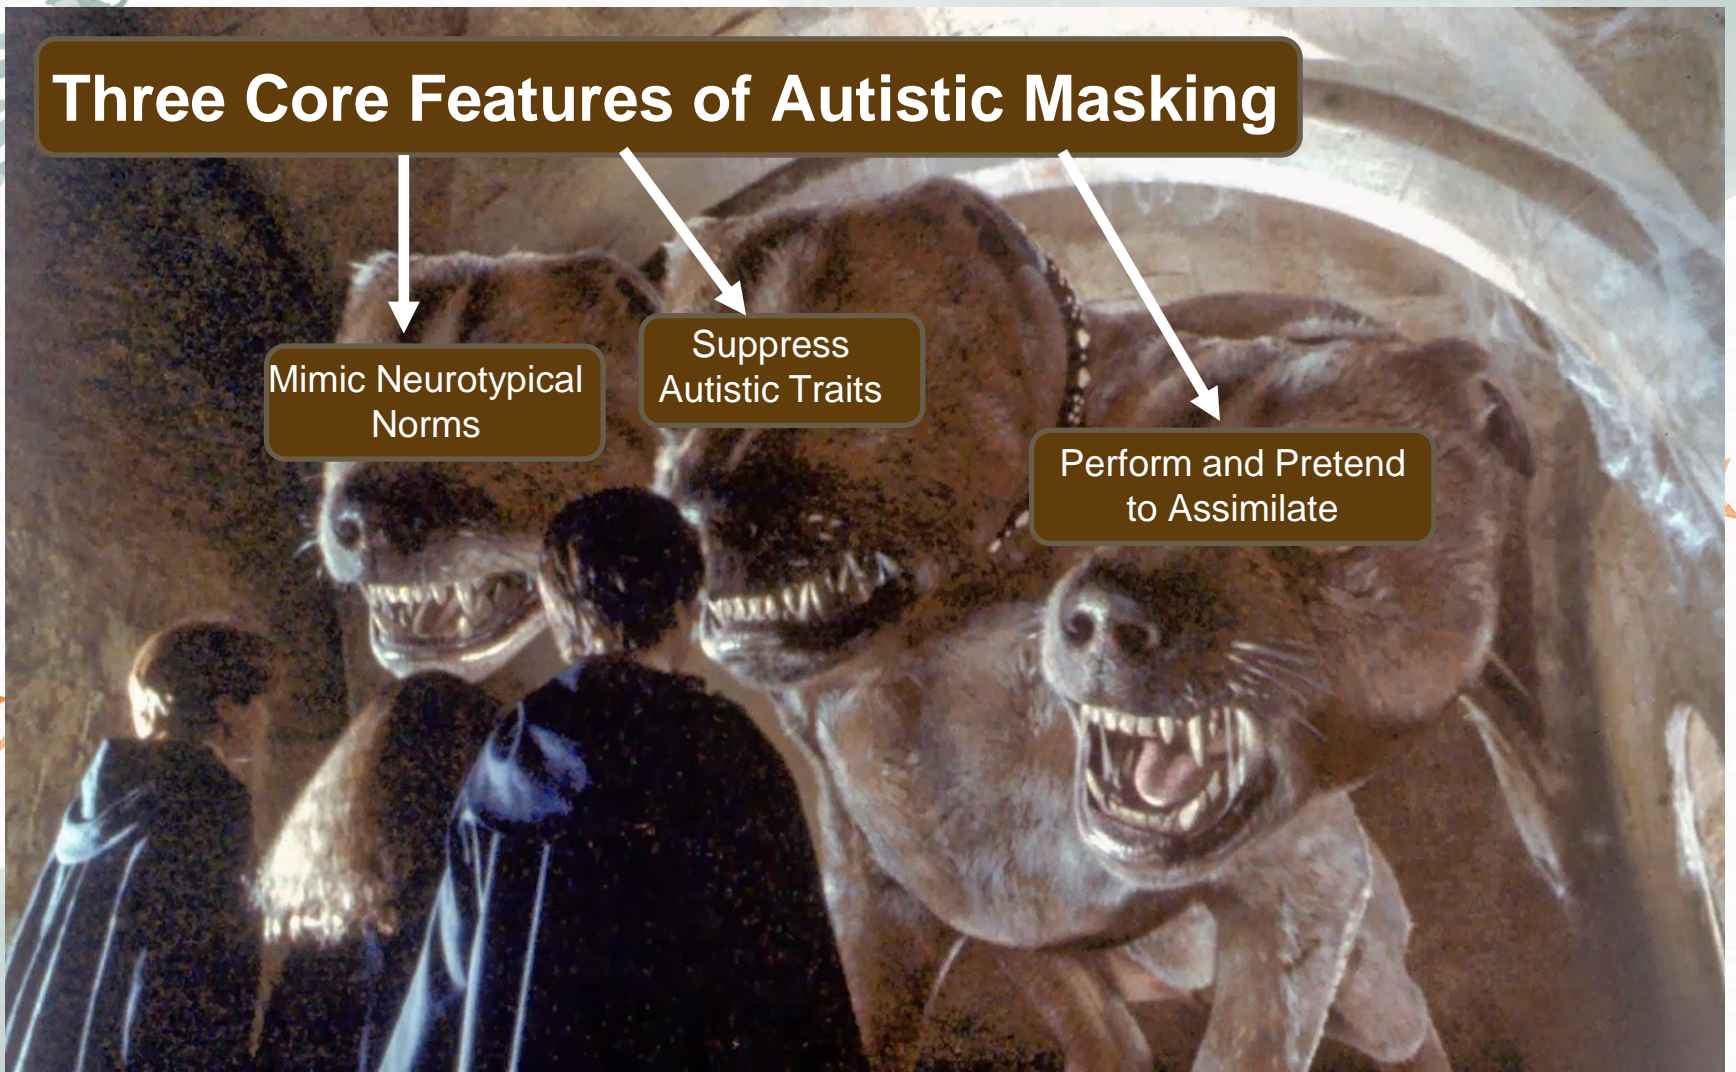 Three Core Features of Autistic Masking
Mimic Neurotypical
Norms
Suppress
Autistic Traits
Perform and Pretend
to Assimilate